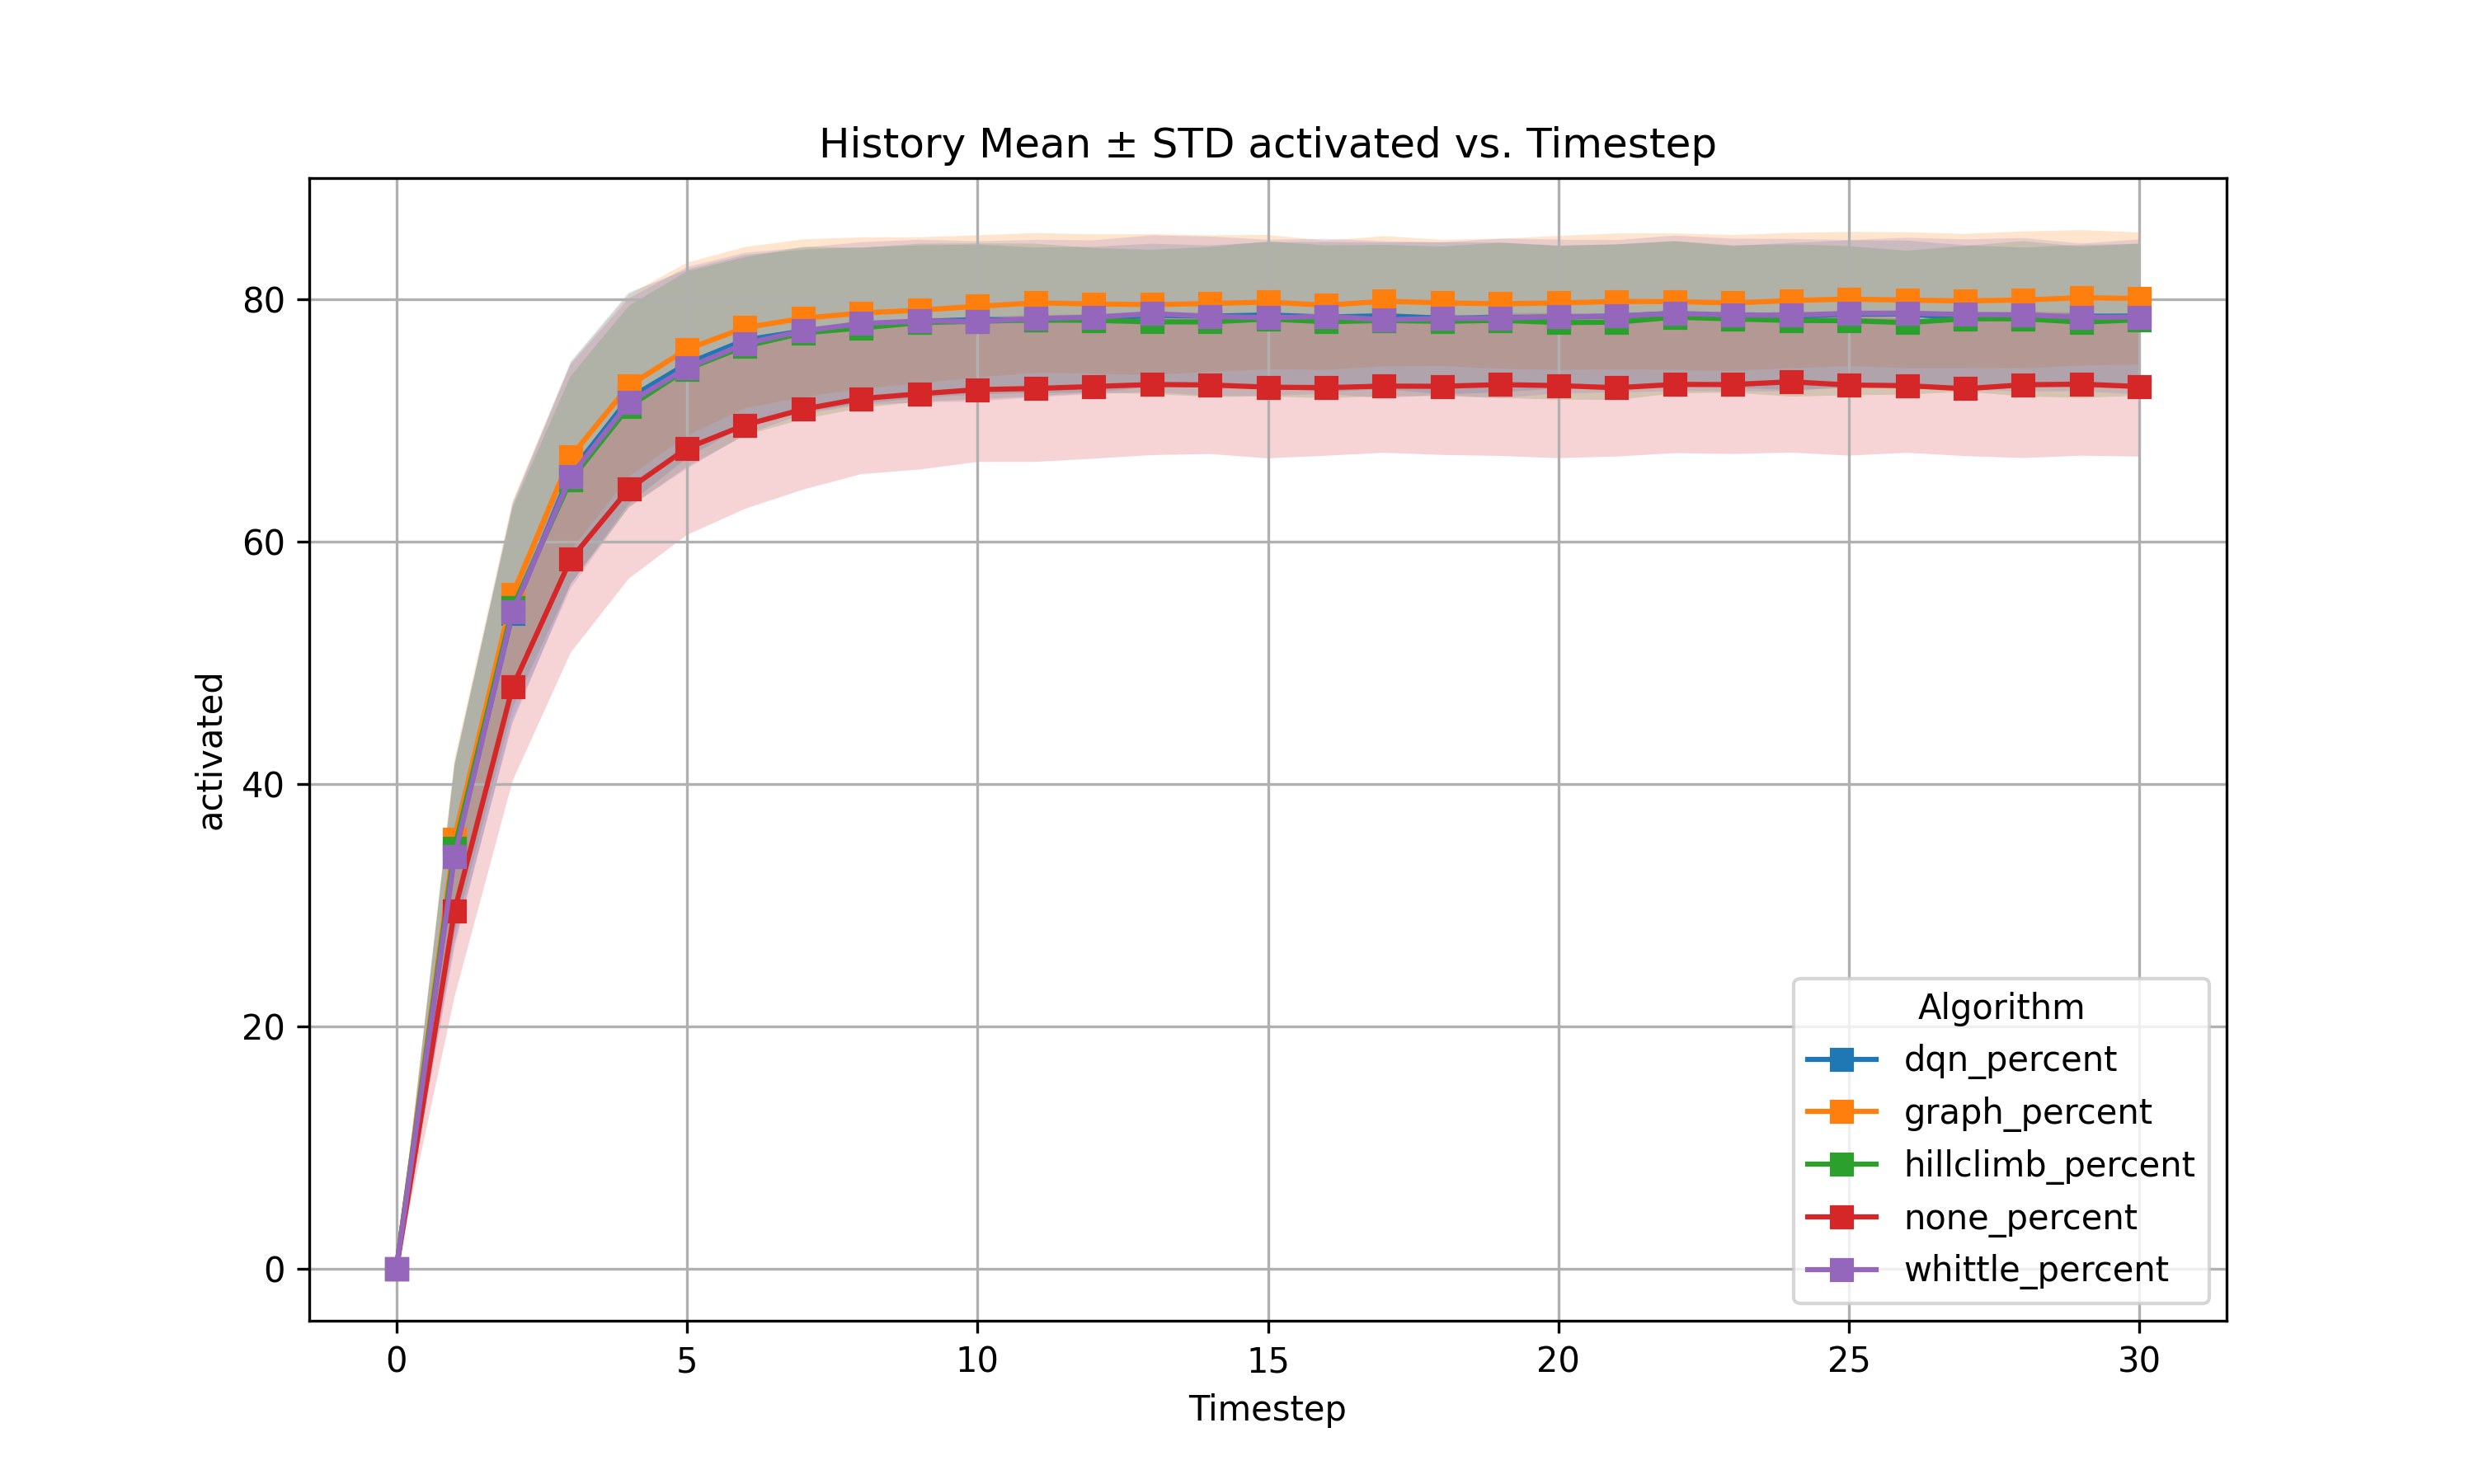 History Mean ± STD activated vs. Timestep
activated
80
60
40
20
0
0 5 10 15 20 25 30
Timestep
Algorithm
dqn_percent
graph_percent
hillclimb_percent
none_percent
whittle_percent